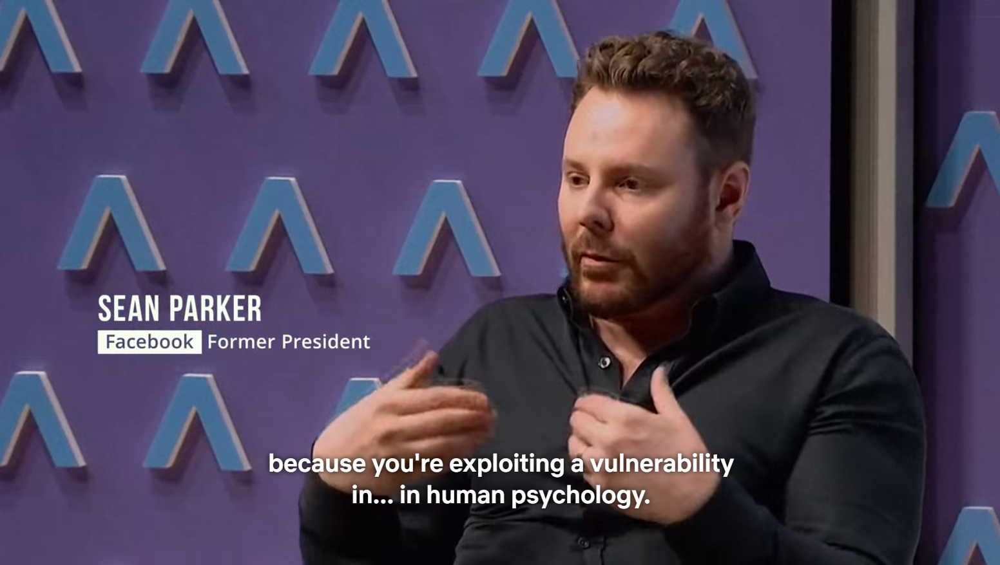 SEAN PARKER
Facebook Former President
because you're exploiting a vulnerability
in... in human psychology.